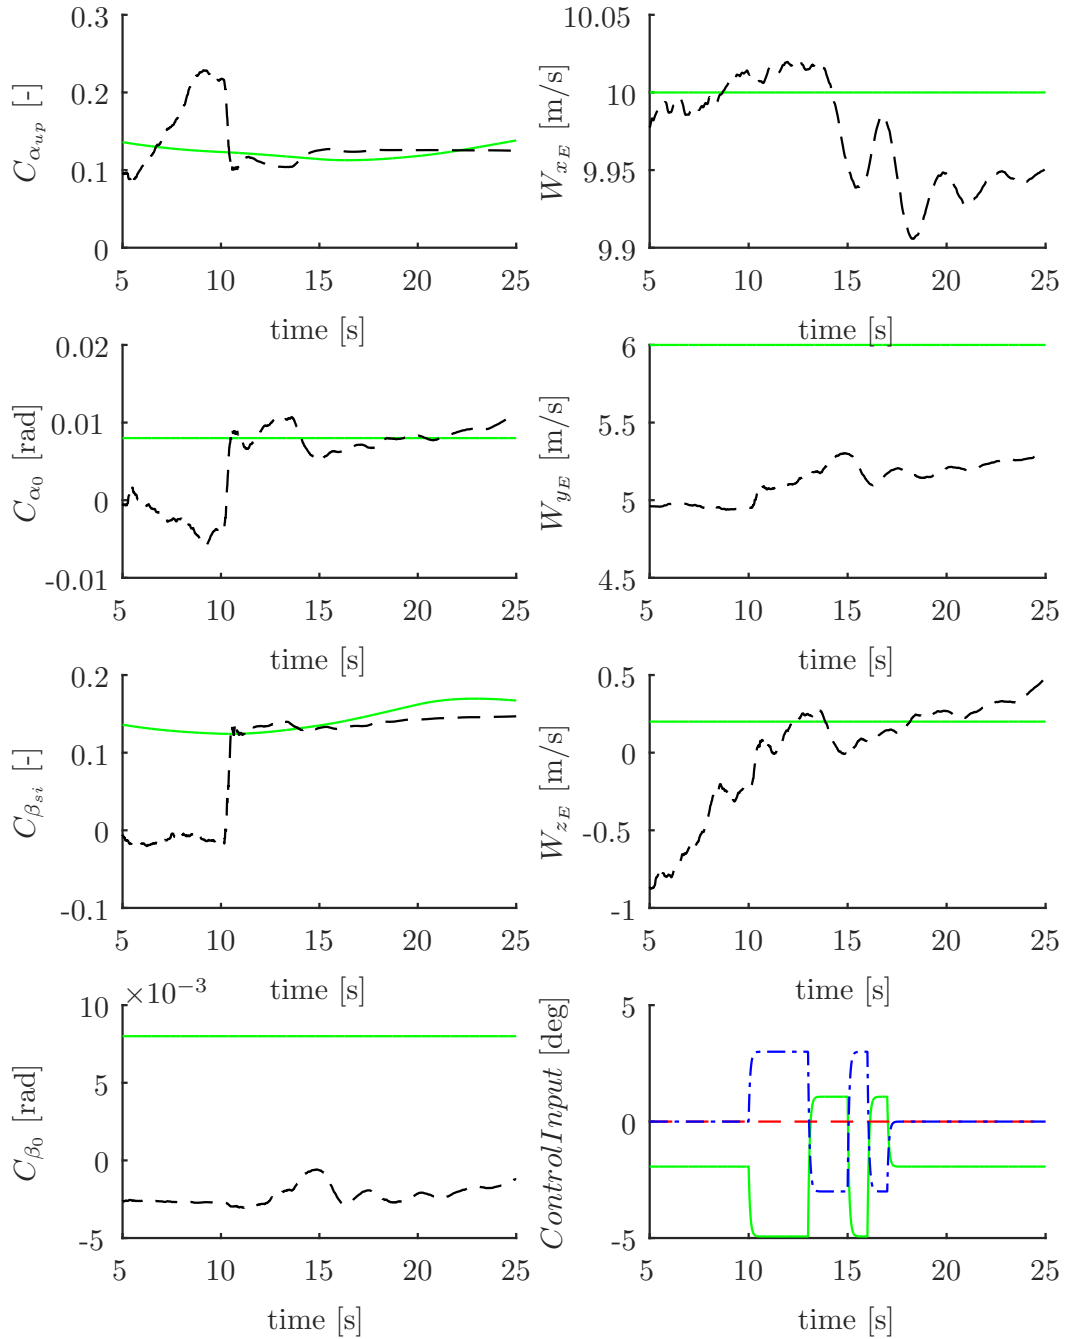 0.3
0.2
0.1
0
C_{α_{up}} [-]
5 10 15 20 25
time [s]
10.05
10
9.95
9.9
W_{x_E} [m/s]
5 10 15 20 25
time [s]
0.02
0.01
0
-0.01
C_{α_0} [rad]
5 10 15 20 25
time [s]
6
5.5
5
4.5
W_{y_E} [m/s]
5 10 15 20 25
time [s]
0.2
0.1
0
-0.1
C_{β_{si}} [-]
5 10 15 20 25
time [s]
0.5
0
-0.5
-1
W_{z_E} [m/s]
5 10 15 20 25
time [s]
×10^{-3}
10
5
0
-5
C_{β_0} [rad]
5 10 15 20 25
time [s]
5
0
-5
ControlInput [deg]
5 10 15 20 25
time [s]